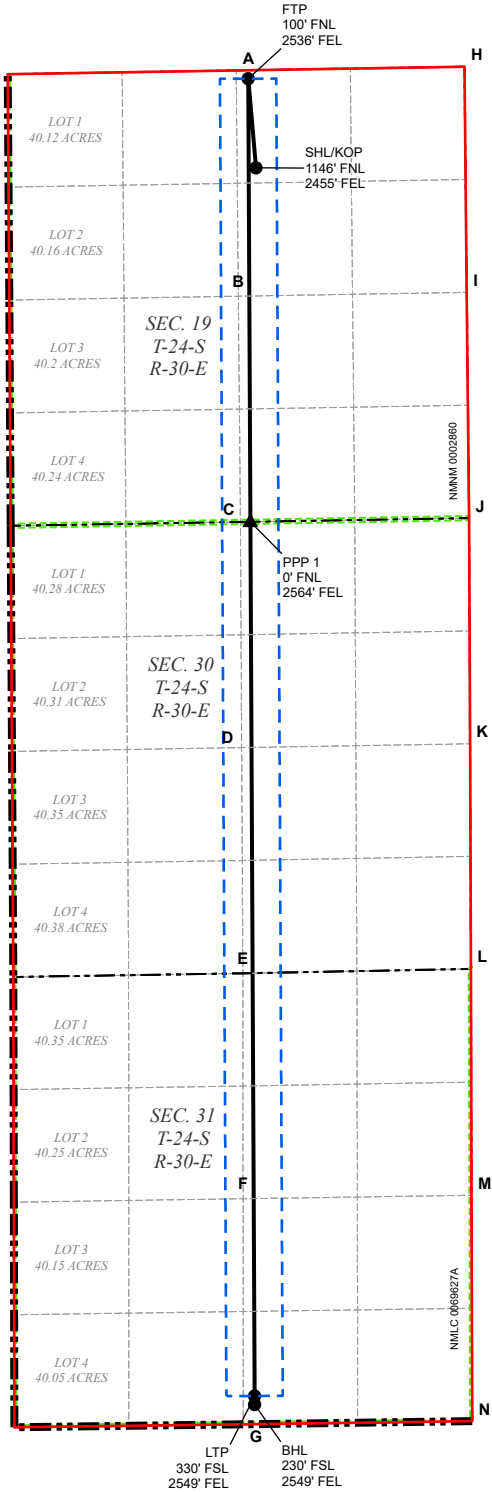 FTP
100' FNL
2536' FEL
A
H
LOT 1
40.12 ACRES
SHL/KOP
1146' FNL
2455' FEL
LOT 2
40.16 ACRES
B
I
SEC. 19
T-24-S
R-30-E
LOT 3
40.2 ACRES
LOT 4
40.24 ACRES
NMNM 0002860
C
J
PPP 1
0' FNL
2564' FEL
LOT 1
40.28 ACRES
SEC. 30
T-24-S
R-30-E
LOT 2
40.31 ACRES
D
K
LOT 3
40.35 ACRES
LOT 4
40.38 ACRES
E
L
LOT 1
40.35 ACRES
SEC. 31
T-24-S
R-30-E
LOT 2
40.25 ACRES
F
M
LOT 3
40.15 ACRES
NMLC 0069627A
LOT 4
40.05 ACRES
N
G
LTP
330' FSL
2549' FEL
BHL
230' FSL
2549' FEL